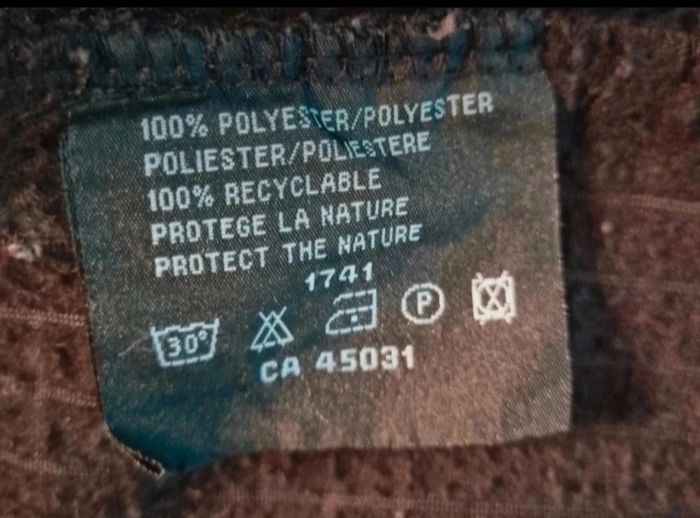 100% POLYESTER/POLYESTER
POLIESTER/POLIESTERE
100% RECYCLABLE
PROTEGE LA NATURE
PROTECT THE NATURE
1741
30° P
CA 45031